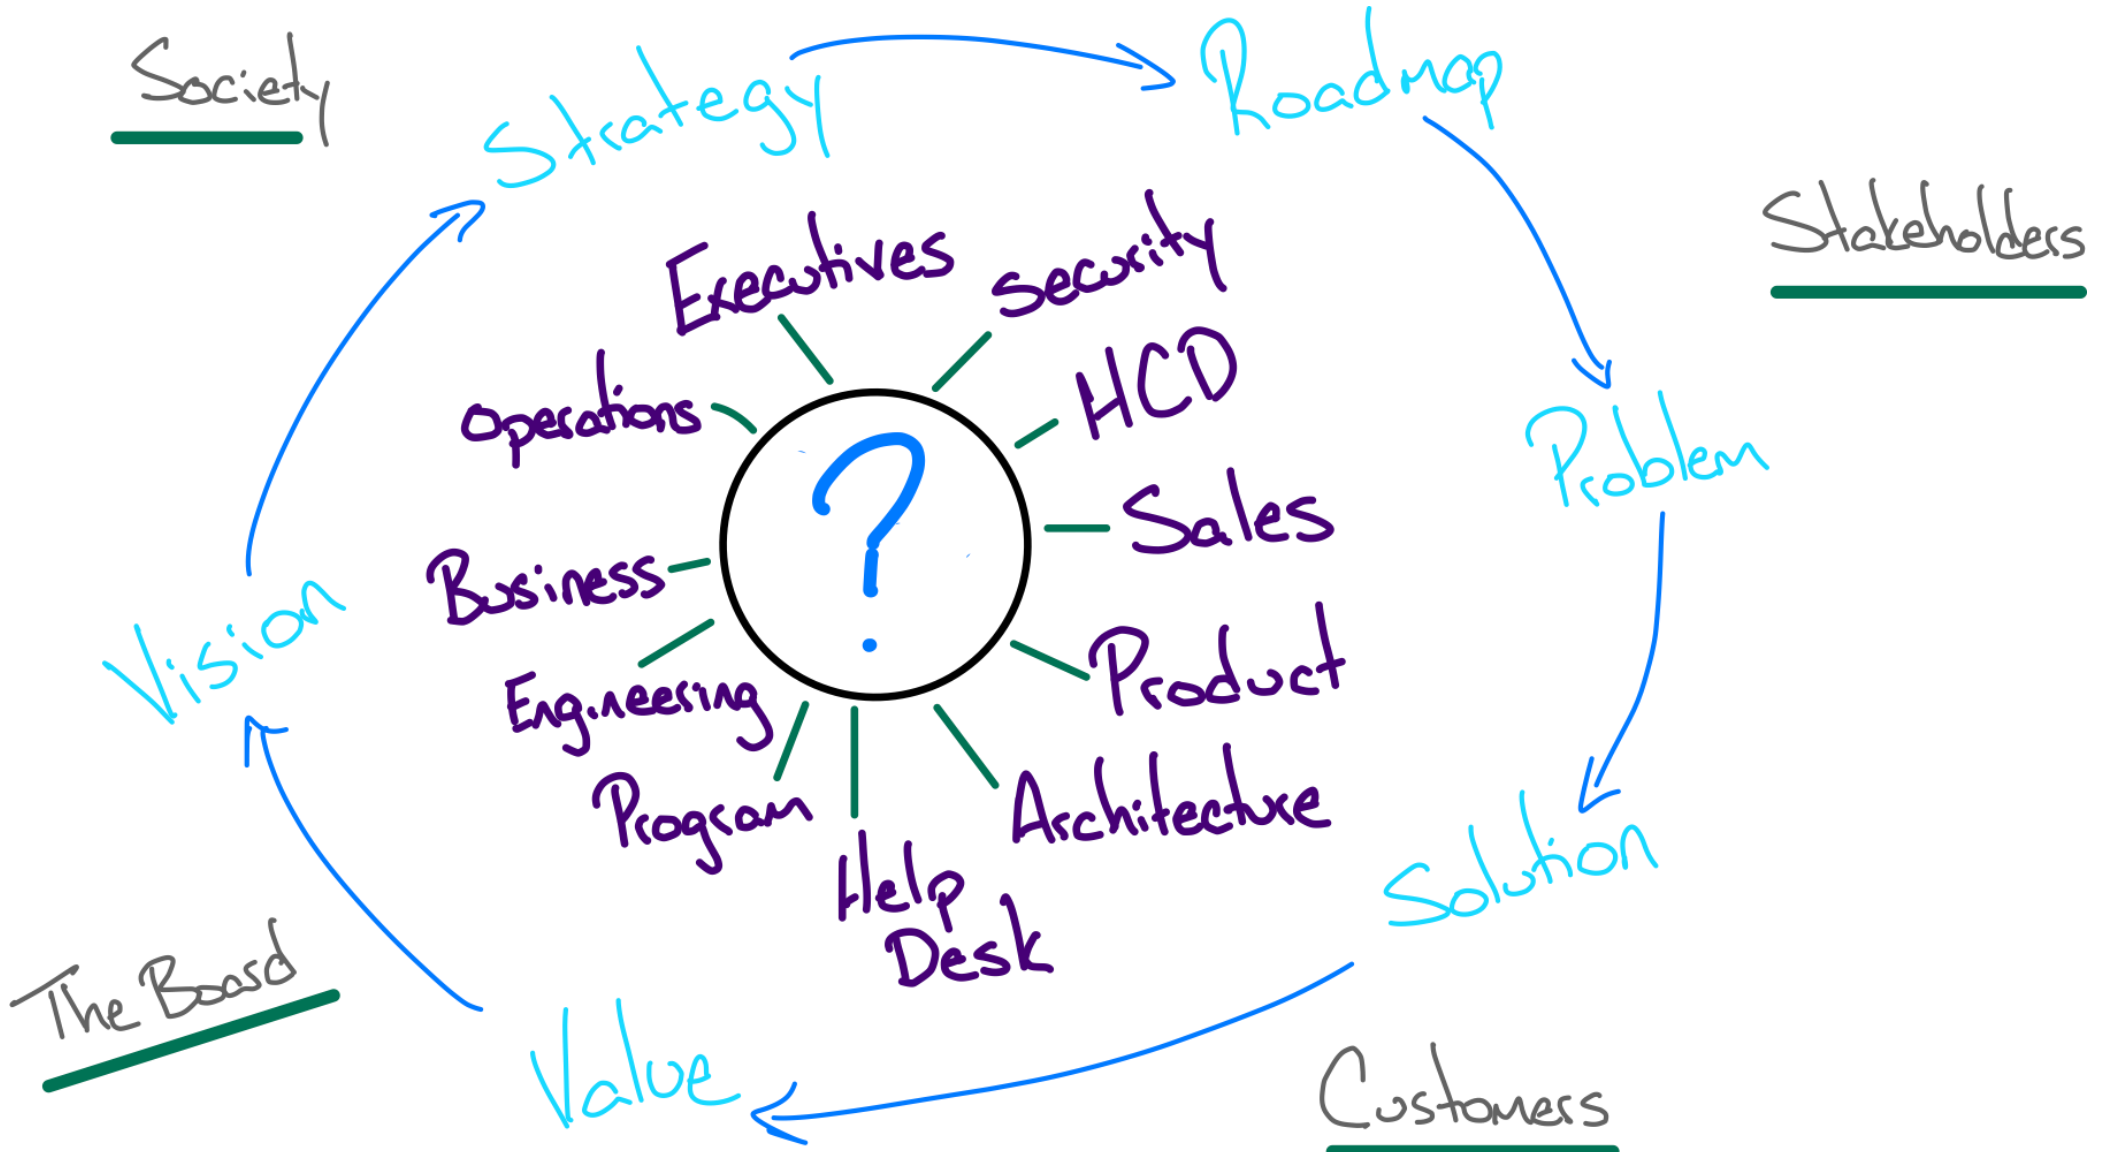 Society
Strategy
Roadmap
Stakeholders
Executives
security
HCD
operations
?
Problem
Sales
Business
Vision
Product
Engineering
Program
Architecture
Solution
Help
Desk
The Board
Value
Customers